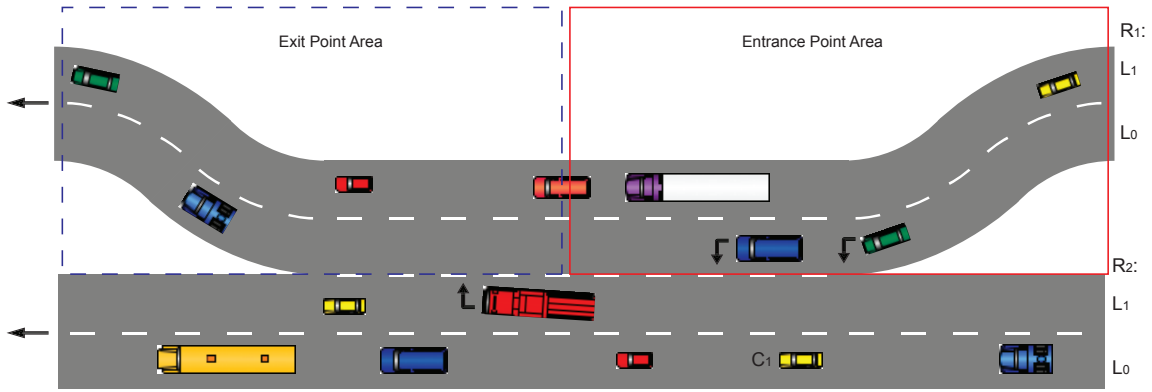 Exit Point Area
Entrance Point Area
R1:
L1
L0
R2:
L1
C1
L0